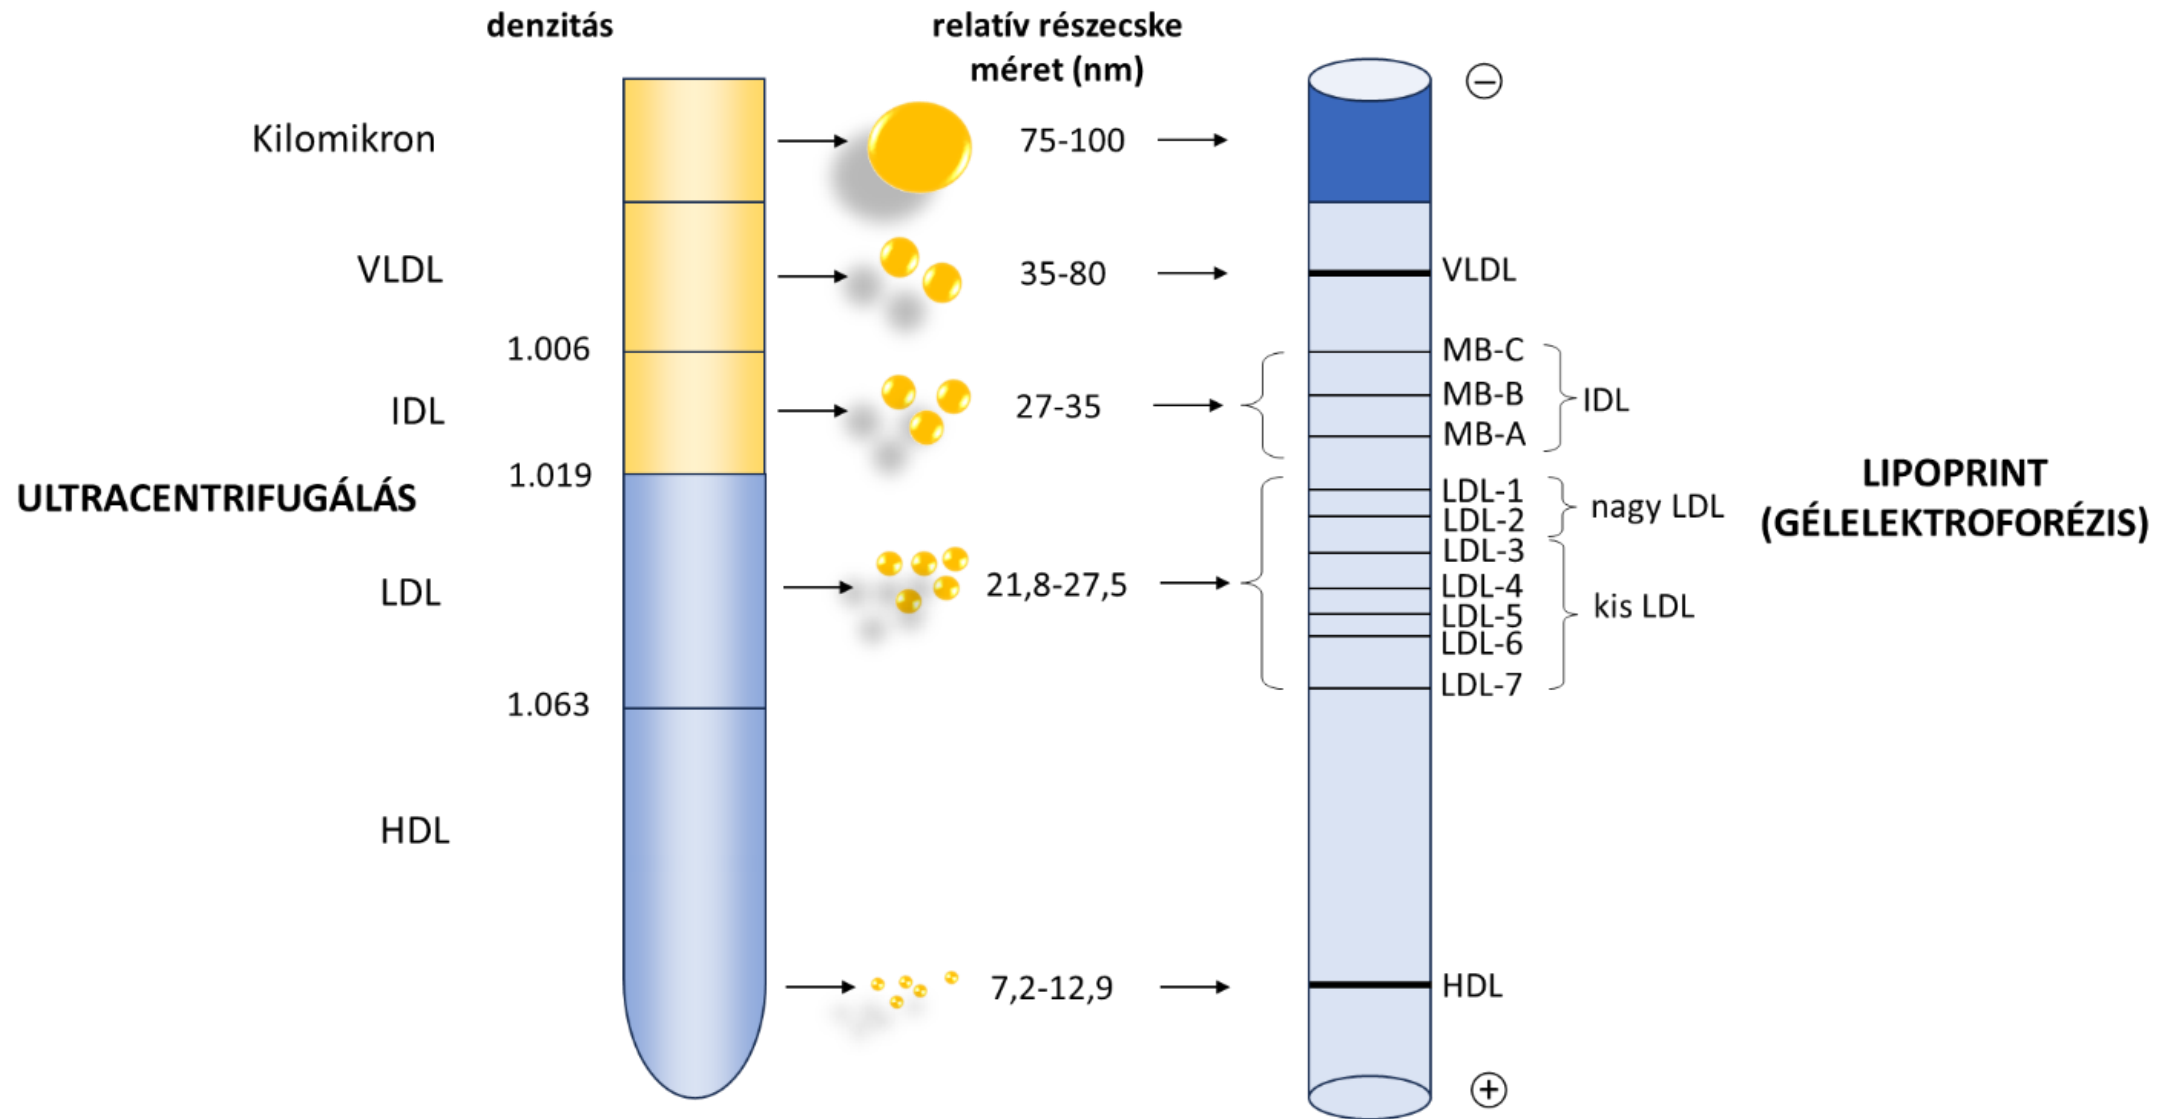 denzitás
relatív részecske
méret (nm)
Kilomikron
75-100
VLDL
35-80
VLDL
1.006
MB-C
IDL
27-35
MB-B
IDL
MB-A
1.019
ULTRACENTRIFUGÁLÁS
LDL-1
LDL-2
nagy LDL
LIPOPRINT
(GÉLELEKTROFORÉZIS)
LDL-3
LDL
21,8-27,5
LDL-4
LDL-5
kis LDL
LDL-6
LDL-7
1.063
HDL
7,2-12,9
HDL